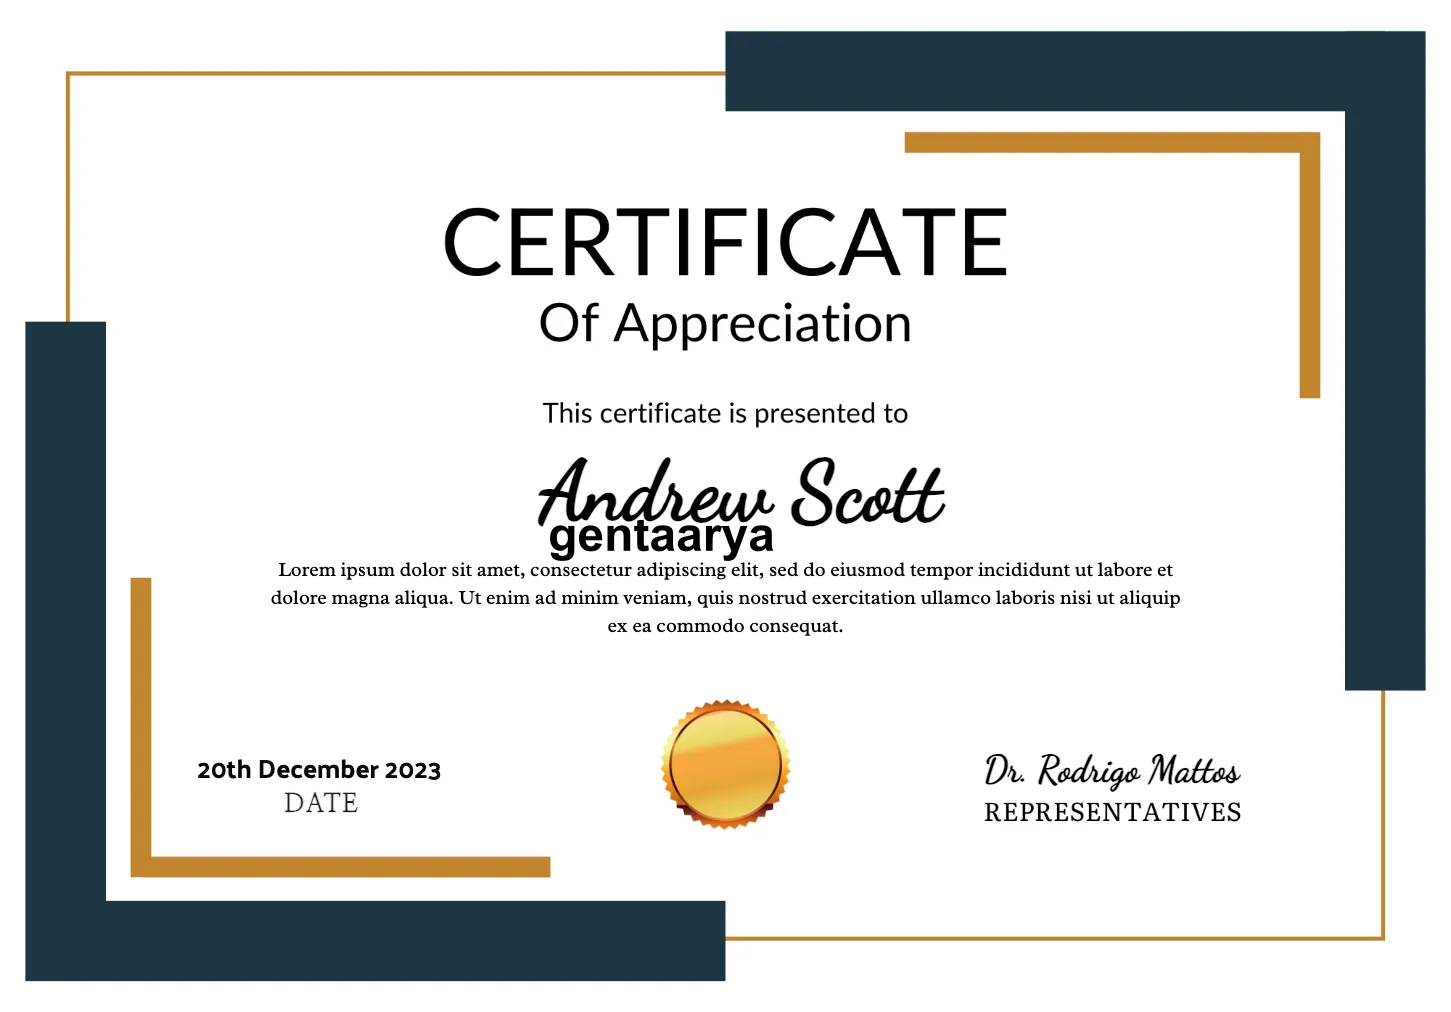 CERTIFICATE
Of Appreciation
This certificate is presented to
Andrew Scott
gentaarya
Lorem ipsum dolor sit amet, consectetur adipiscing elit, sed do eiusmod tempor incididunt ut labore et
dolore magna aliqua. Ut enim ad minim veniam, quis nostrud exercitation ullamco laboris nisi ut aliquip
ex ea commodo consequat.
20th December 2023
DATE
Dr. Rodrigo Mattos
REPRESENTATIVES